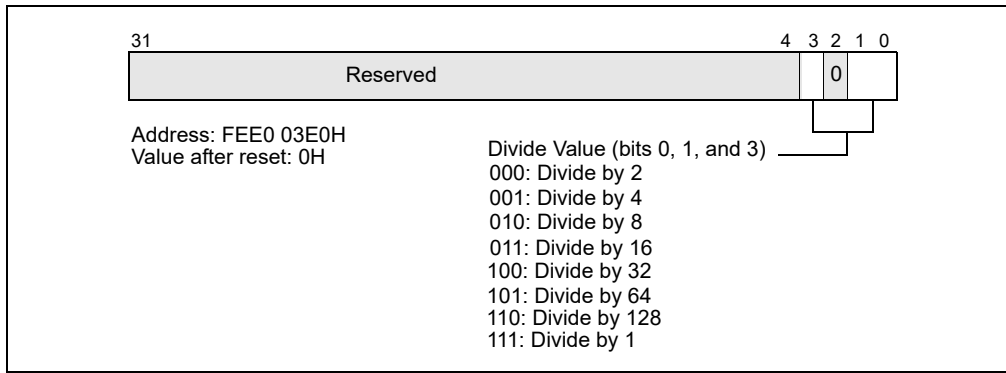 31 4 3 2 1 0
Reserved 0
Address: FEE0 03E0H
Value after reset: 0H
Divide Value (bits 0, 1, and 3)
000: Divide by 2
001: Divide by 4
010: Divide by 8
011: Divide by 16
100: Divide by 32
101: Divide by 64
110: Divide by 128
111: Divide by 1